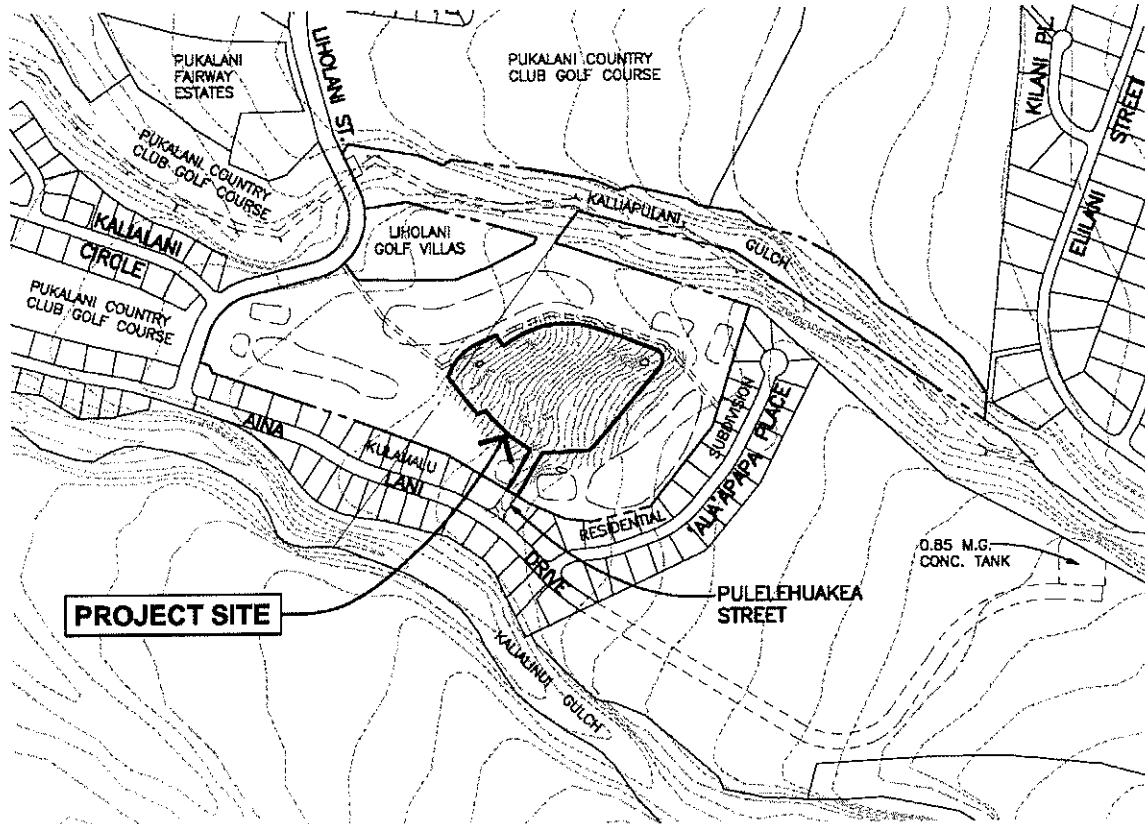 PUKALANI
FAIRWAY
ESTATES
LIHOLANI ST.
PUKALANI COUNTRY
CLUB GOLF COURSE
KILANI PL
STREET
PUKALANI COUNTRY
CLUB GOLF COURSE
EULANI
KALUAPULANI
GULCH
LIHOLANI
GOLF VILLAS
KALIALANI
CIRCLE
PUKALANI COUNTRY
CLUB GOLF COURSE
AINA
LANI
DRIVE
KULAMALU
RESIDENTIAL
SUBDIVISION
'ALA'APAPA PLACE
0.85 M.G.
CONC. TANK
PROJECT SITE
PULELEHUAKEA
STREET
KALIALINUI GULCH